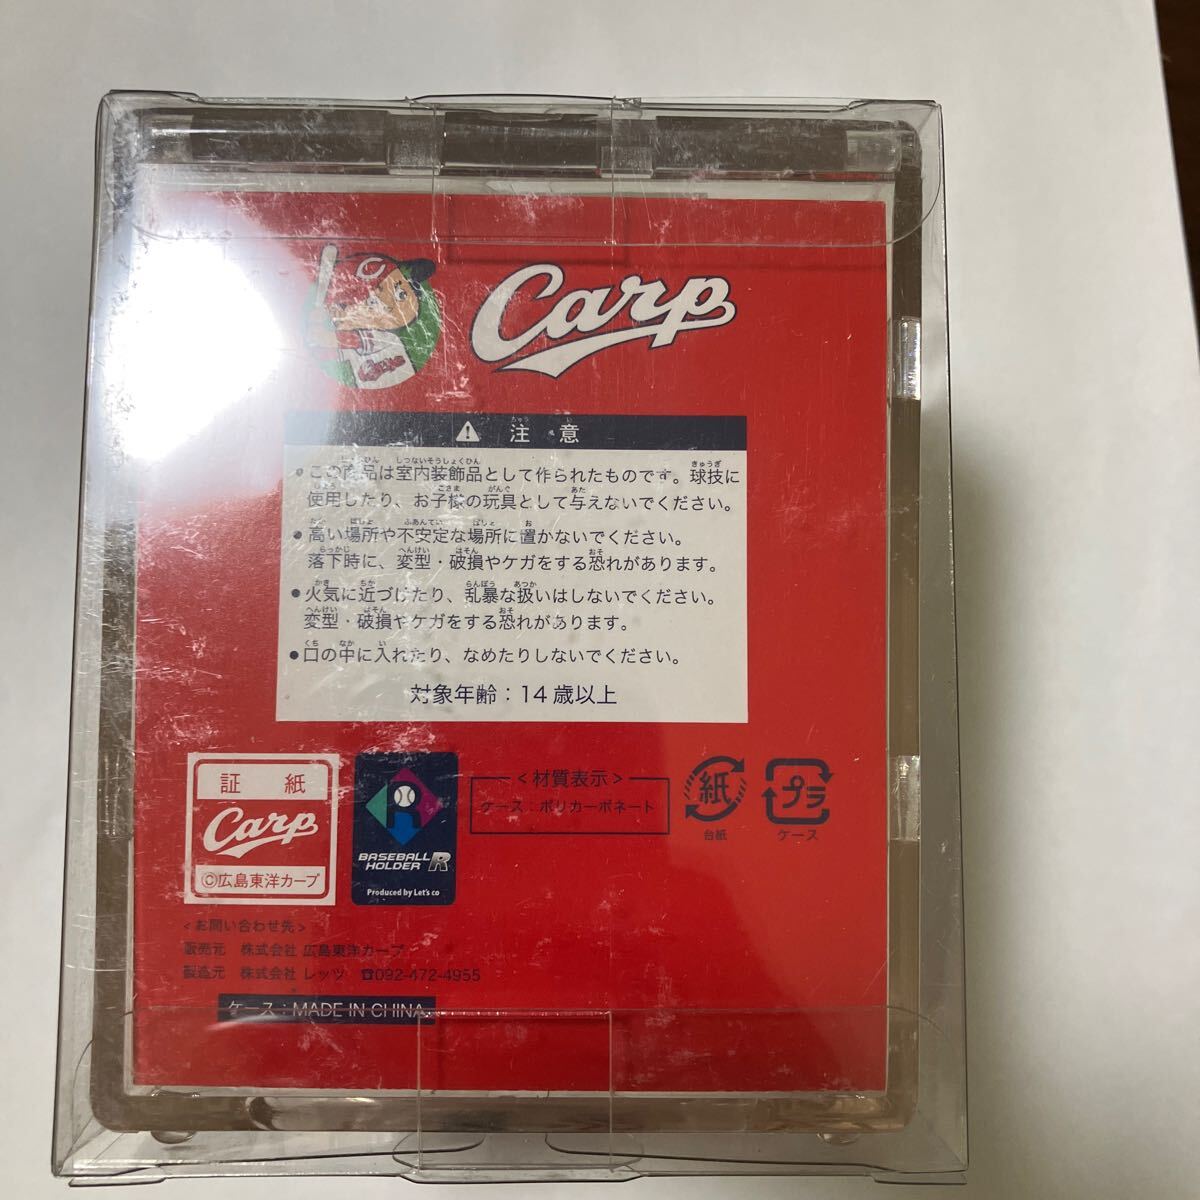 Carp
注意
●この商品は室内装飾品として作られたものです。球技に
使用したり、お子様の玩具として与えないでください。
●高い場所や不安定な場所に置かないでください。
落下時に、変型・破損やケガをする恐れがあります。
●火気に近づけたり、乱暴な扱いはしないでください。
変型・破損やケガをする恐れがあります。
●口の中に入れたり、なめたりしないでください。
対象年齢：14歳以上
証紙
Carp
©広島東洋カープ
R
BASEBALL
HOLDER R
Produced by Let's co
<材質表示>
ケース：ポリカーボネート
紙
台紙
プラ
ケース
<お問い合わせ先>
販売元 株式会社 広島東洋カープ
製造元 株式会社 レッツ ☎092-472-4955
ケース：MADE IN CHINA